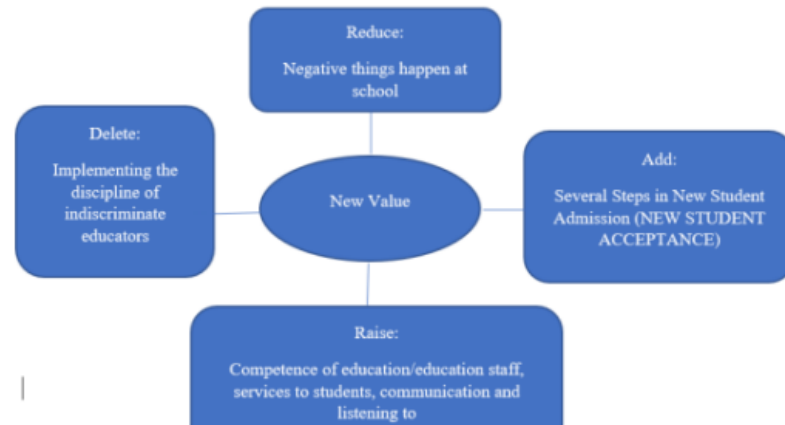 Reduce:
Negative things happen at
school
Delete:
Implementing the
discipline of
indiscriminate
educators
New Value
Add:
Several Steps in New Student
Admission (NEW STUDENT
ACCEPTANCE)
Raise:
Competence of education/education staff,
services to students, communication and
listening to